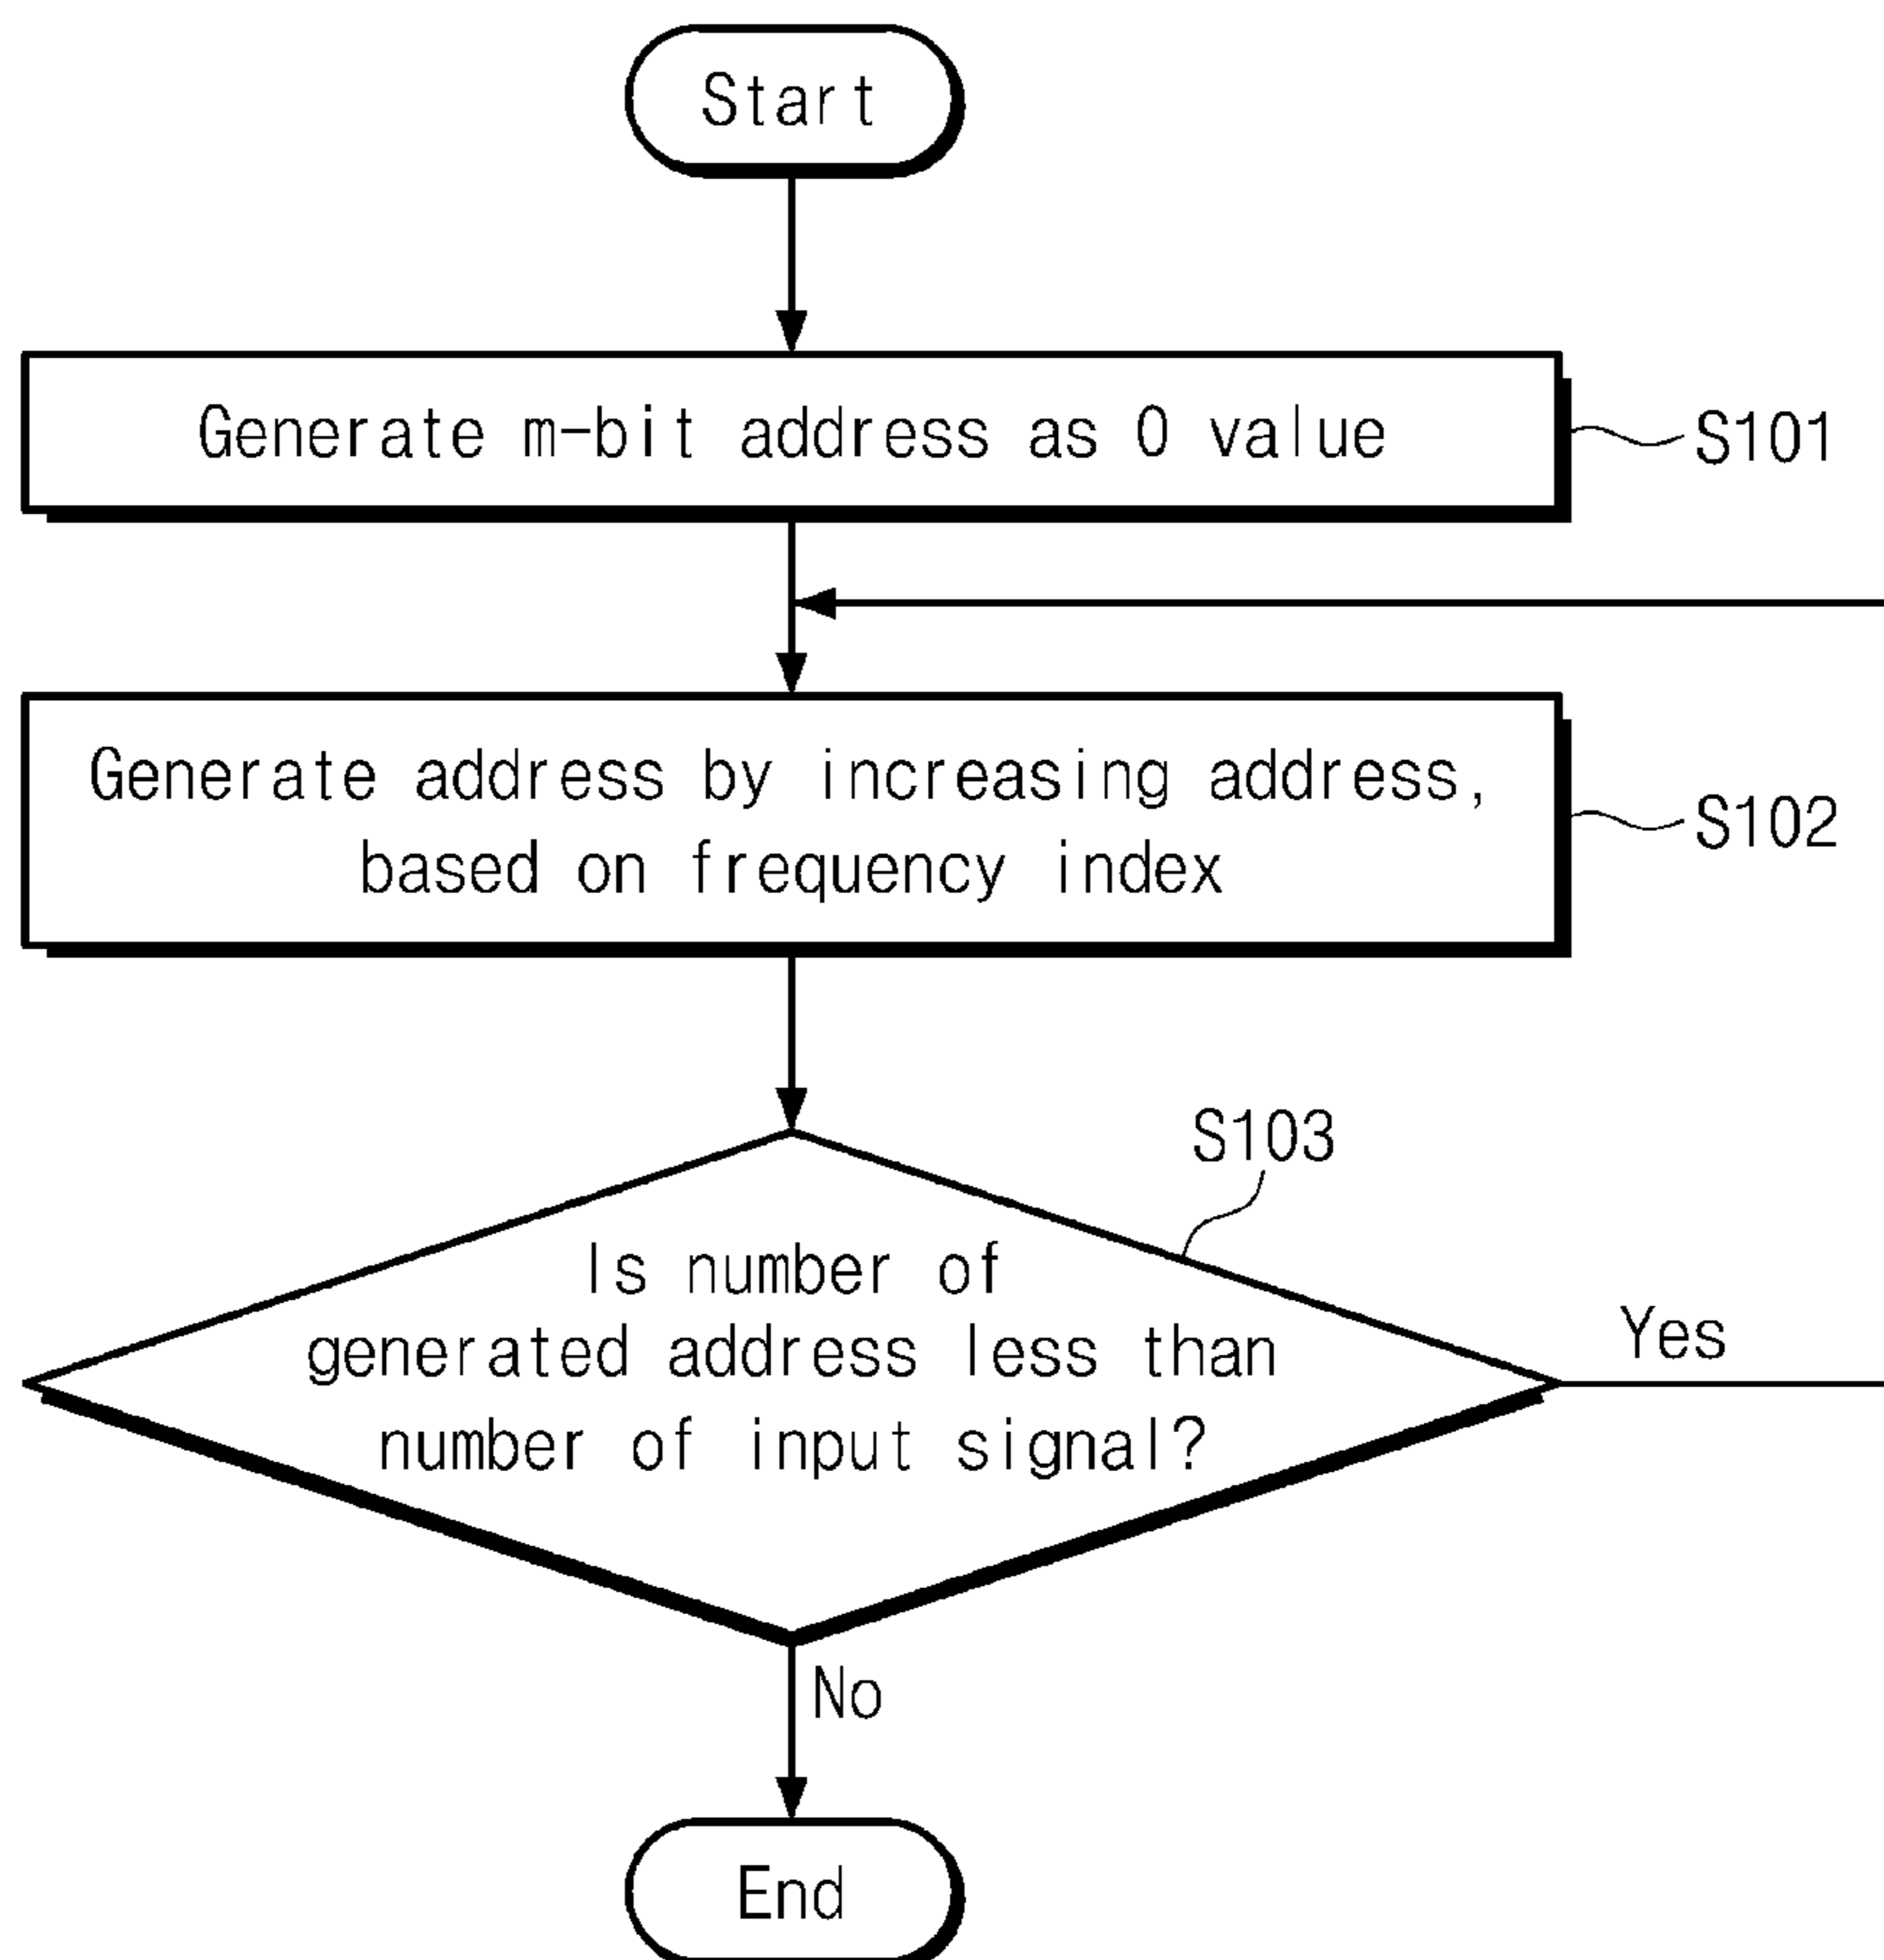 Start
Generate m-bit address as 0 value
S101
Generate address by increasing address,
based on frequency index
S102
S103
Is number of
generated address less than
number of input signal?
Yes
No
End